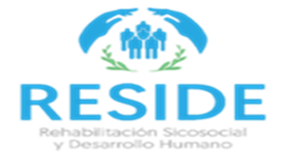 RESIDE
Rehabilitación Sicosocial
y Desarrollo Humano